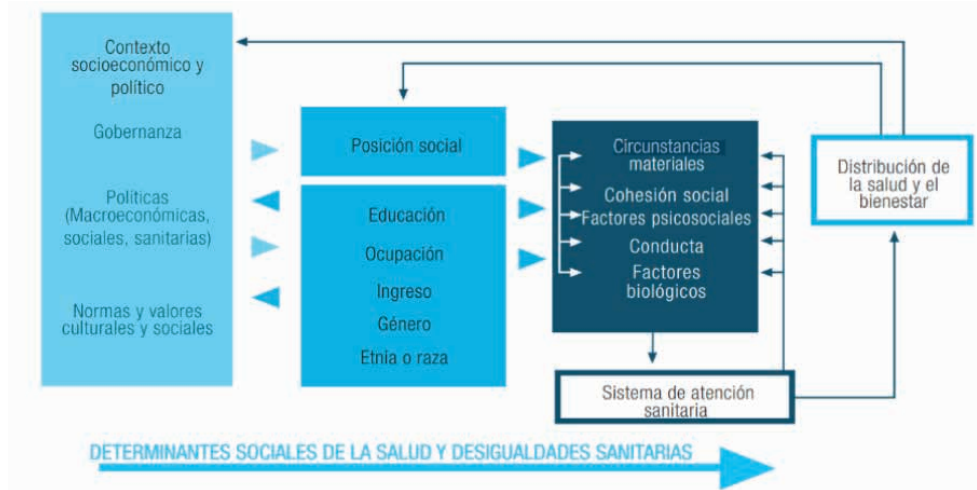 Contexto
socioeconómico y
político
Gobernanza
Políticas
(Macroeconómicas,
sociales, sanitarias)
Normas y valores
culturales y sociales
Posición social
Educación
Ocupación
Ingreso
Género
Etnia o raza
Circunstancias
materiales
Cohesión social
Factores psicosociales
Conducta
Factores
biológicos
Sistema de atención
sanitaria
Distribución de
la salud y el
bienestar
DETERMINANTES SOCIALES DE LA SALUD Y DESIGUALDADES SANITARIAS